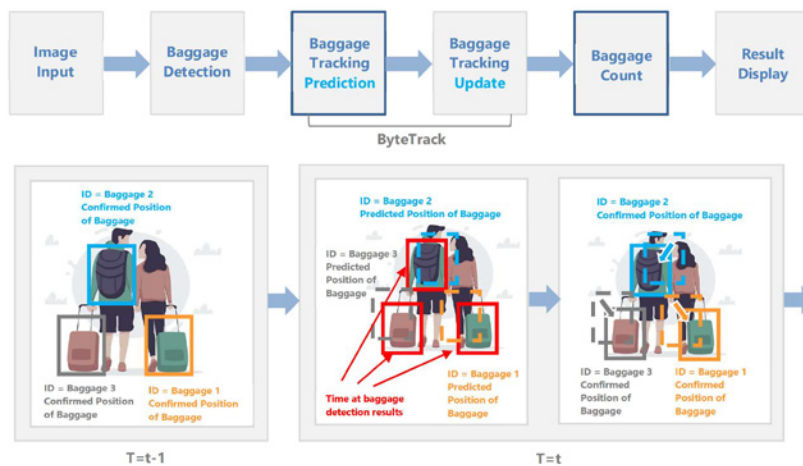 Image
Input
Baggage
Detection
Baggage
Tracking
Prediction
Baggage
Tracking
Update
Baggage
Count
Result
Display
ByteTrack
ID = Baggage 2
Confirmed Position
of Baggage
ID = Baggage 3
Confirmed Position
of Baggage
ID = Baggage 1
Confirmed Position
of Baggage
T=t-1
ID = Baggage 2
Predicted Position of Baggage
ID = Baggage 3
Predicted
Position of
Baggage
Time at baggage
detection results
ID = Baggage 1
Predicted
Position of
Baggage
ID = Baggage 2
Confirmed Position of Baggage
ID = Baggage 3
Confirmed
Position of
Baggage
ID = Baggage 1
Confirmed
Position of
Baggage
T=t